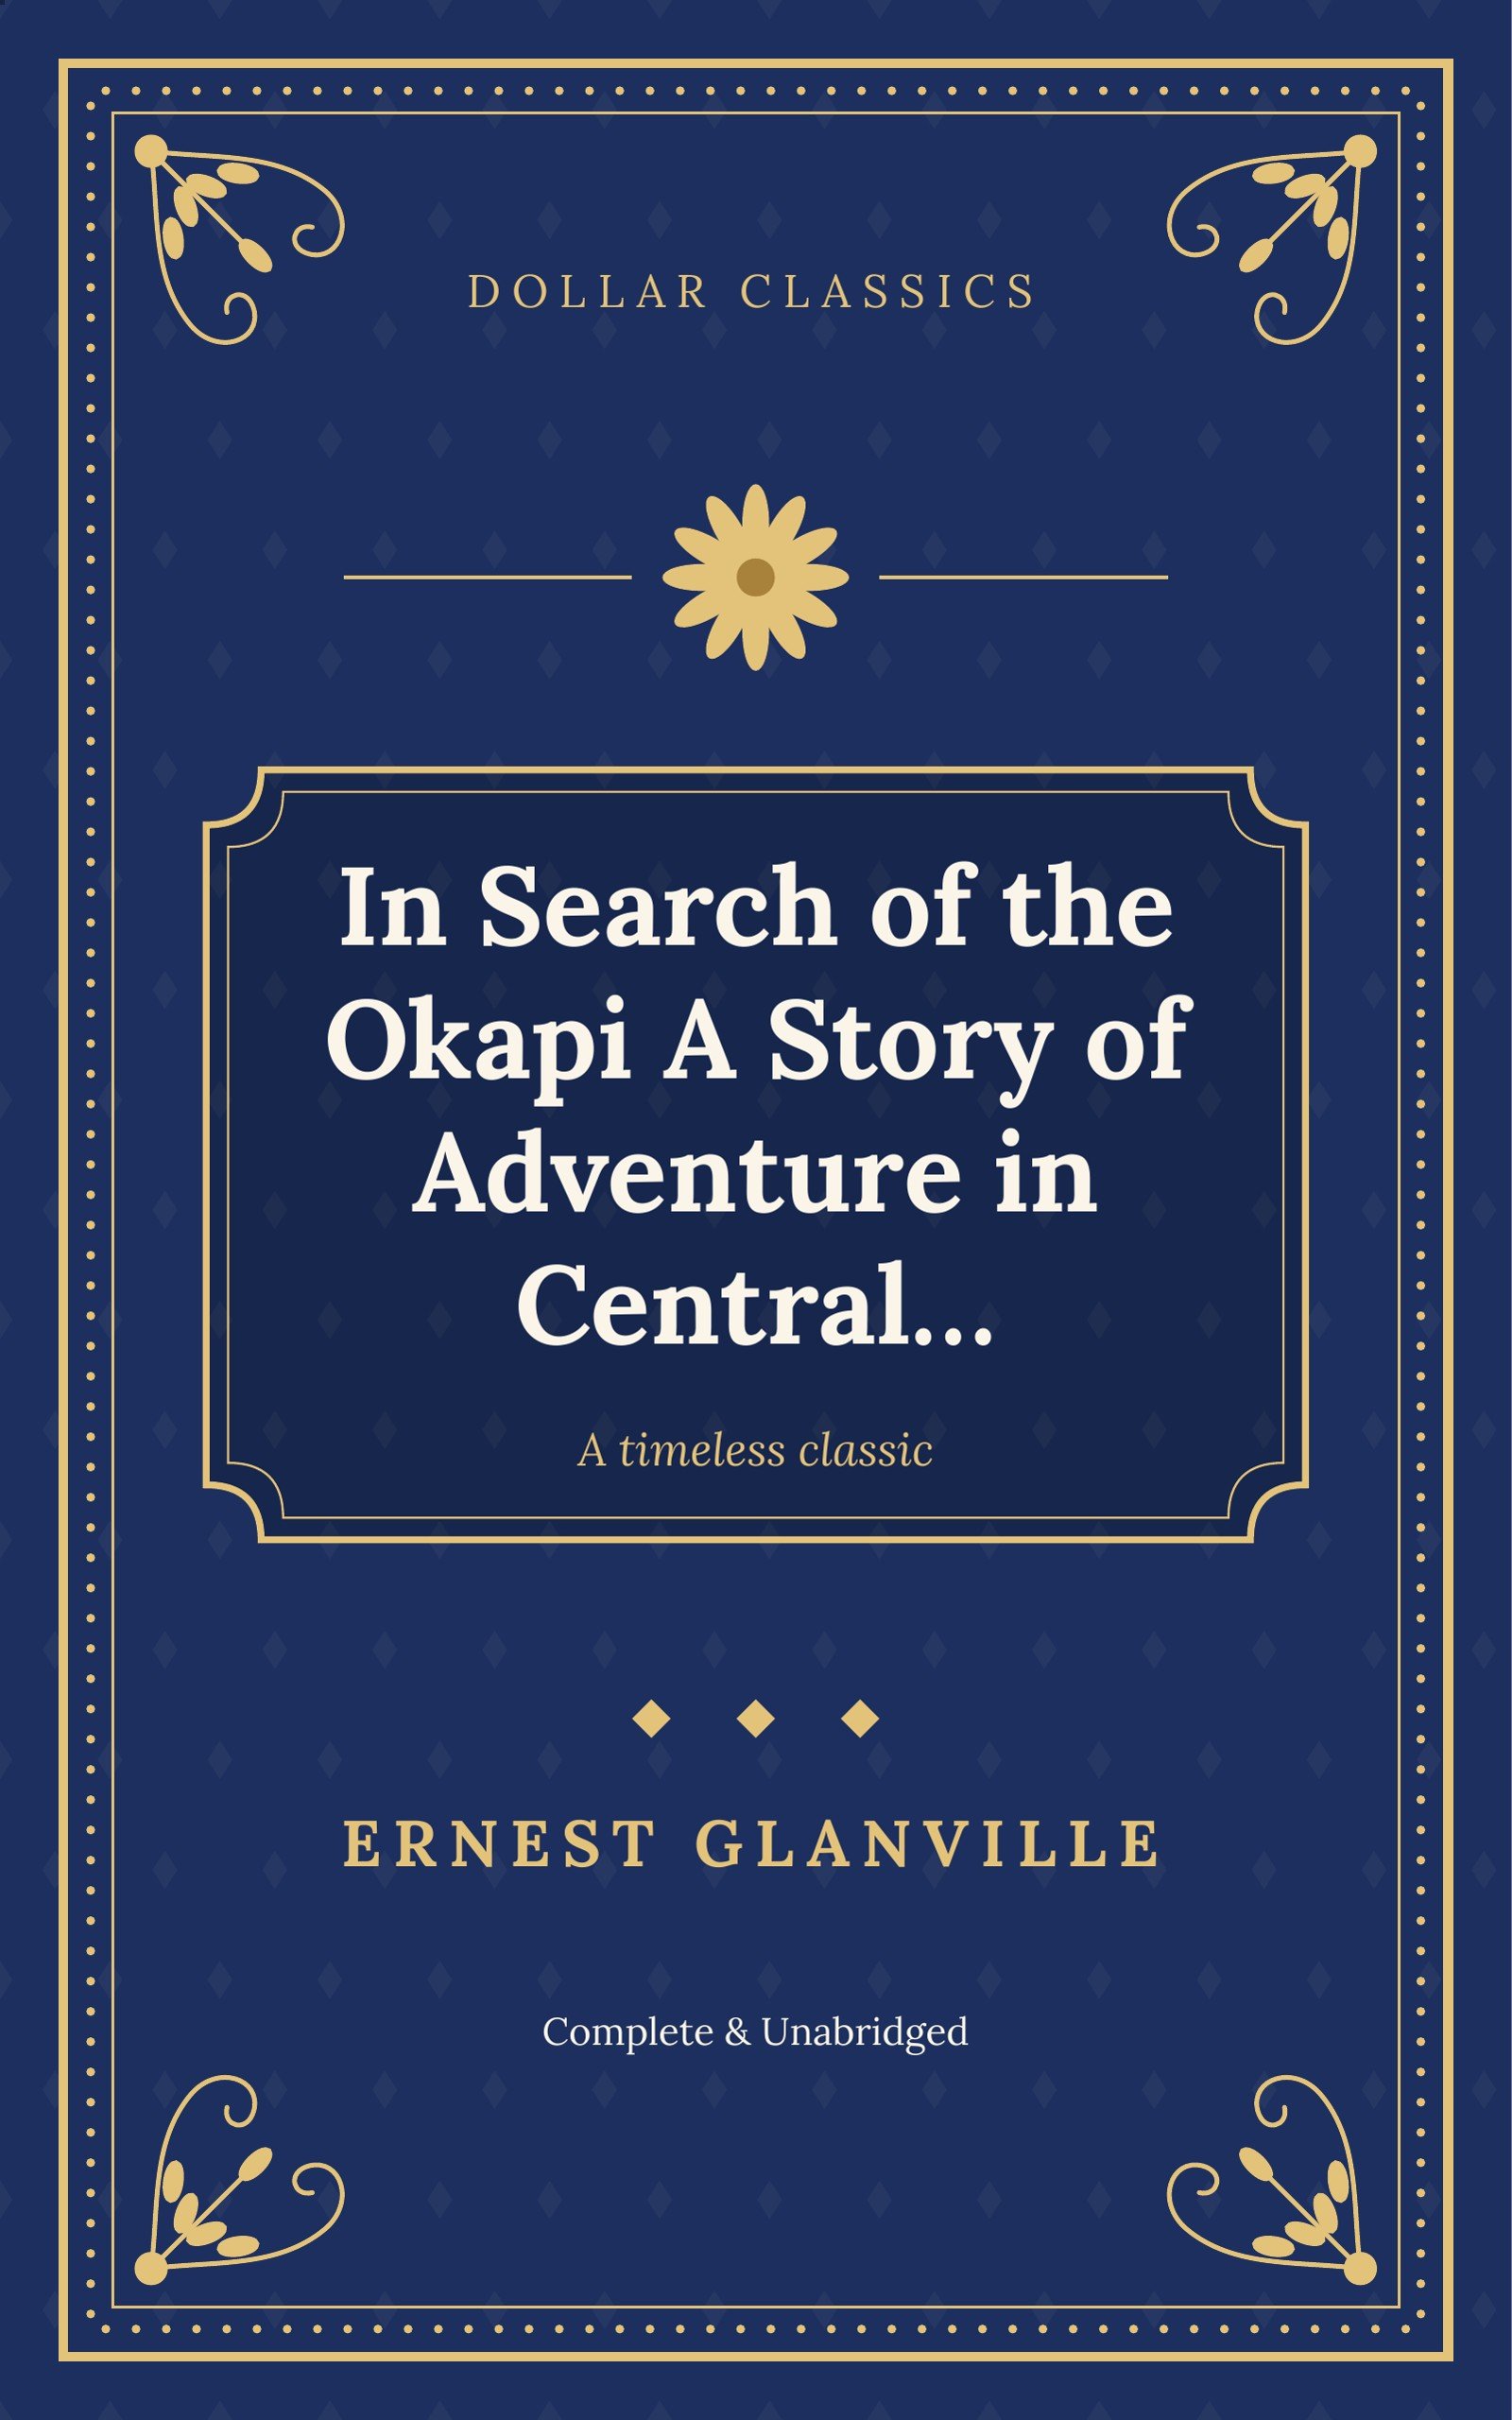 DOLLAR CLASSICS
In Search of the
Okapi A Story of
Adventure in
Central...
A timeless classic
ERNEST GLANVILLE
Complete & Unabridged